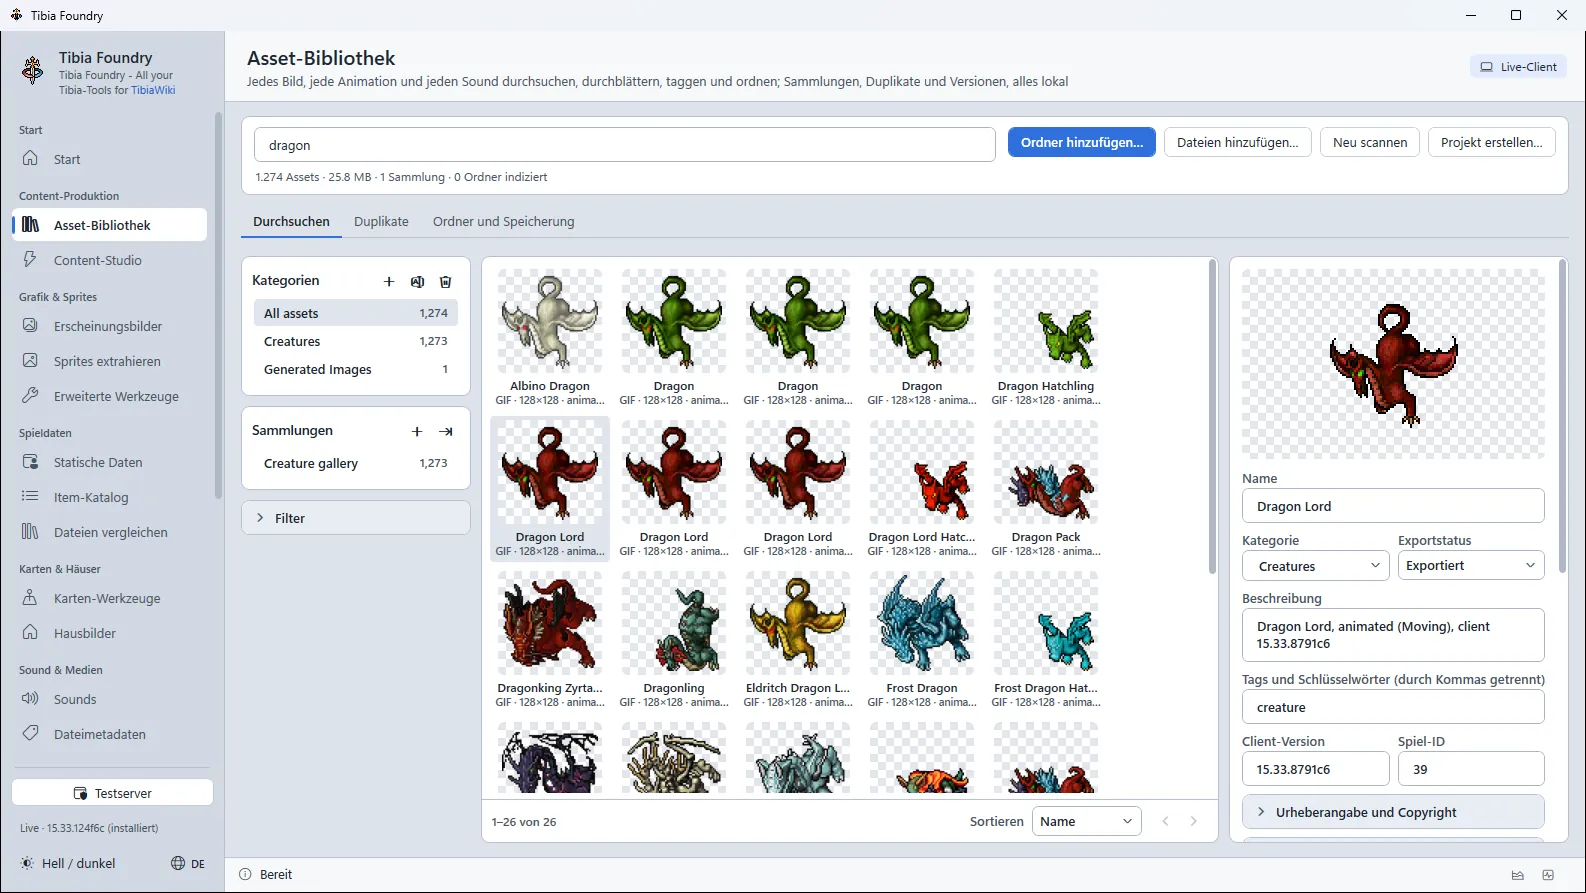 Tibia Foundry
Tibia Foundry
Tibia Foundry - All your
Tibia-Tools for TibiaWiki
Start
Start
Content-Produktion
Asset-Bibliothek
Content-Studio
Grafik & Sprites
Erscheinungsbilder
Sprites extrahieren
Erweiterte Werkzeuge
Spieldaten
Statische Daten
Item-Katalog
Dateien vergleichen
Karten & Häuser
Karten-Werkzeuge
Hausbilder
Sound & Medien
Sounds
Dateimetadaten
Testserver
Live · 15.33.124f6c (installiert)
Hell / dunkel DE
Asset-Bibliothek
Jedes Bild, jede Animation und jeden Sound durchsuchen, durchblättern, taggen und ordnen; Sammlungen, Duplikate und Versionen, alles lokal
Live-Client
dragon
Ordner hinzufügen... Dateien hinzufügen... Neu scannen Projekt erstellen...
1.274 Assets · 25.8 MB · 1 Sammlung · 0 Ordner indiziert
Durchsuchen Duplikate Ordner und Speicherung
Kategorien
All assets 1,274
Creatures 1,273
Generated Images 1
Sammlungen
Creature gallery 1,273
Filter
Albino Dragon Dragon Dragon Dragon Dragon Hatchling
GIF · 128×128 · anima... GIF · 128×128 · anima... GIF · 128×128 · anima... GIF · 128×128 · anima... GIF · 128×128 · anima...
Dragon Lord Dragon Lord Dragon Lord Dragon Lord Hatc... Dragon Pack
GIF · 128×128 · anima... GIF · 128×128 · anima... GIF · 128×128 · anima... GIF · 128×128 · anima... GIF · 128×128 · anima...
Dragonking Zyrta... Dragonling Eldritch Dragon L... Frost Dragon Frost Dragon Hat...
GIF · 128×128 · anima... GIF · 128×128 · anima... GIF · 128×128 · anima... GIF · 128×128 · anima... GIF · 128×128 · anima...
1–26 von 26 Sortieren Name
Name
Dragon Lord
Kategorie Exportstatus
Creatures Exportiert
Beschreibung
Dragon Lord, animated (Moving), client
15.33.8791c6
Tags und Schlüsselwörter (durch Kommas getrennt)
creature
Client-Version Spiel-ID
15.33.8791c6 39
Urheberangabe und Copyright
Bereit